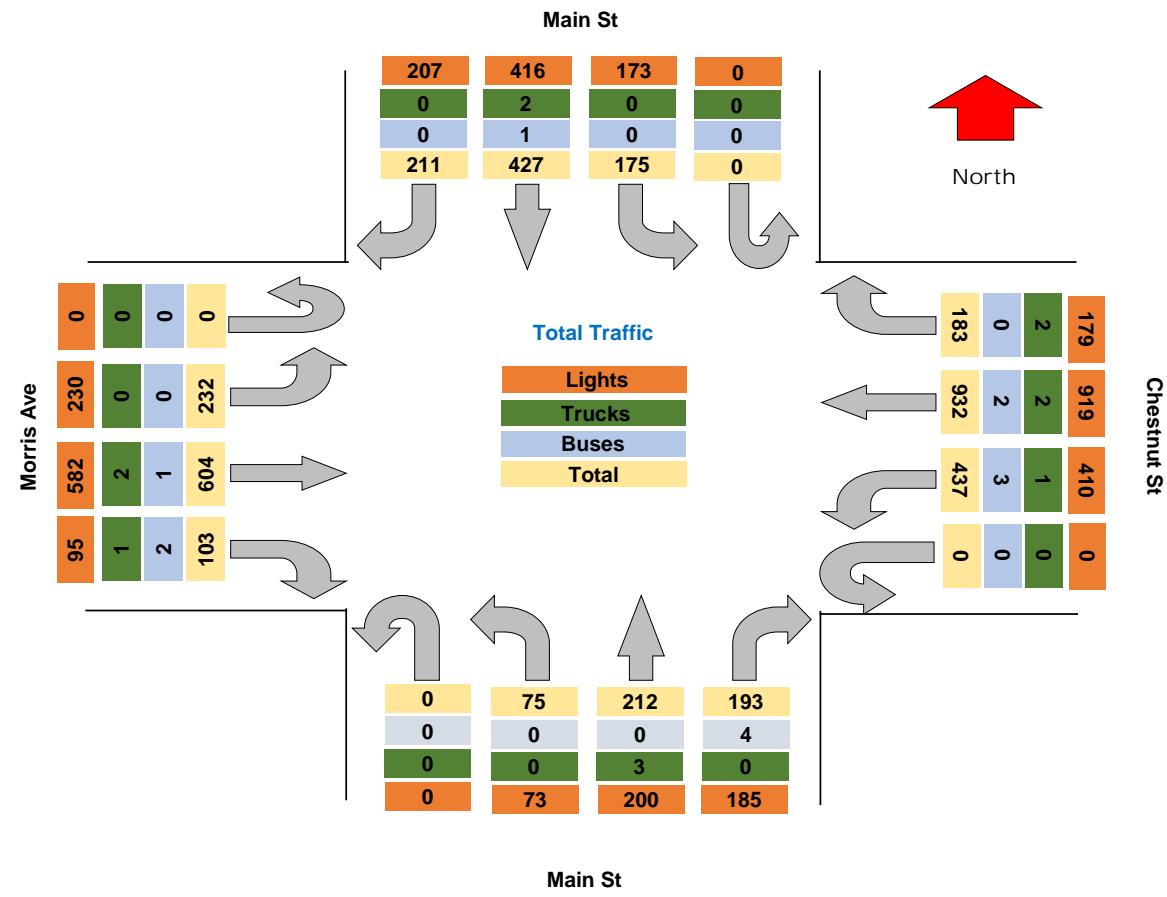 Main St
207 416 173 0
0 2 0 0
0 1 0 0
211 427 175 0
North
Morris Ave
0 0 0 0
230 0 0 232
582 2 1 604
95 1 2 103
Total Traffic
Lights
Trucks
Buses
Total
183 0 2 179
932 2 2 919
437 3 1 410
0 0 0 0
Chestnut St
0 75 212 193
0 0 0 4
0 0 3 0
0 73 200 185
Main St